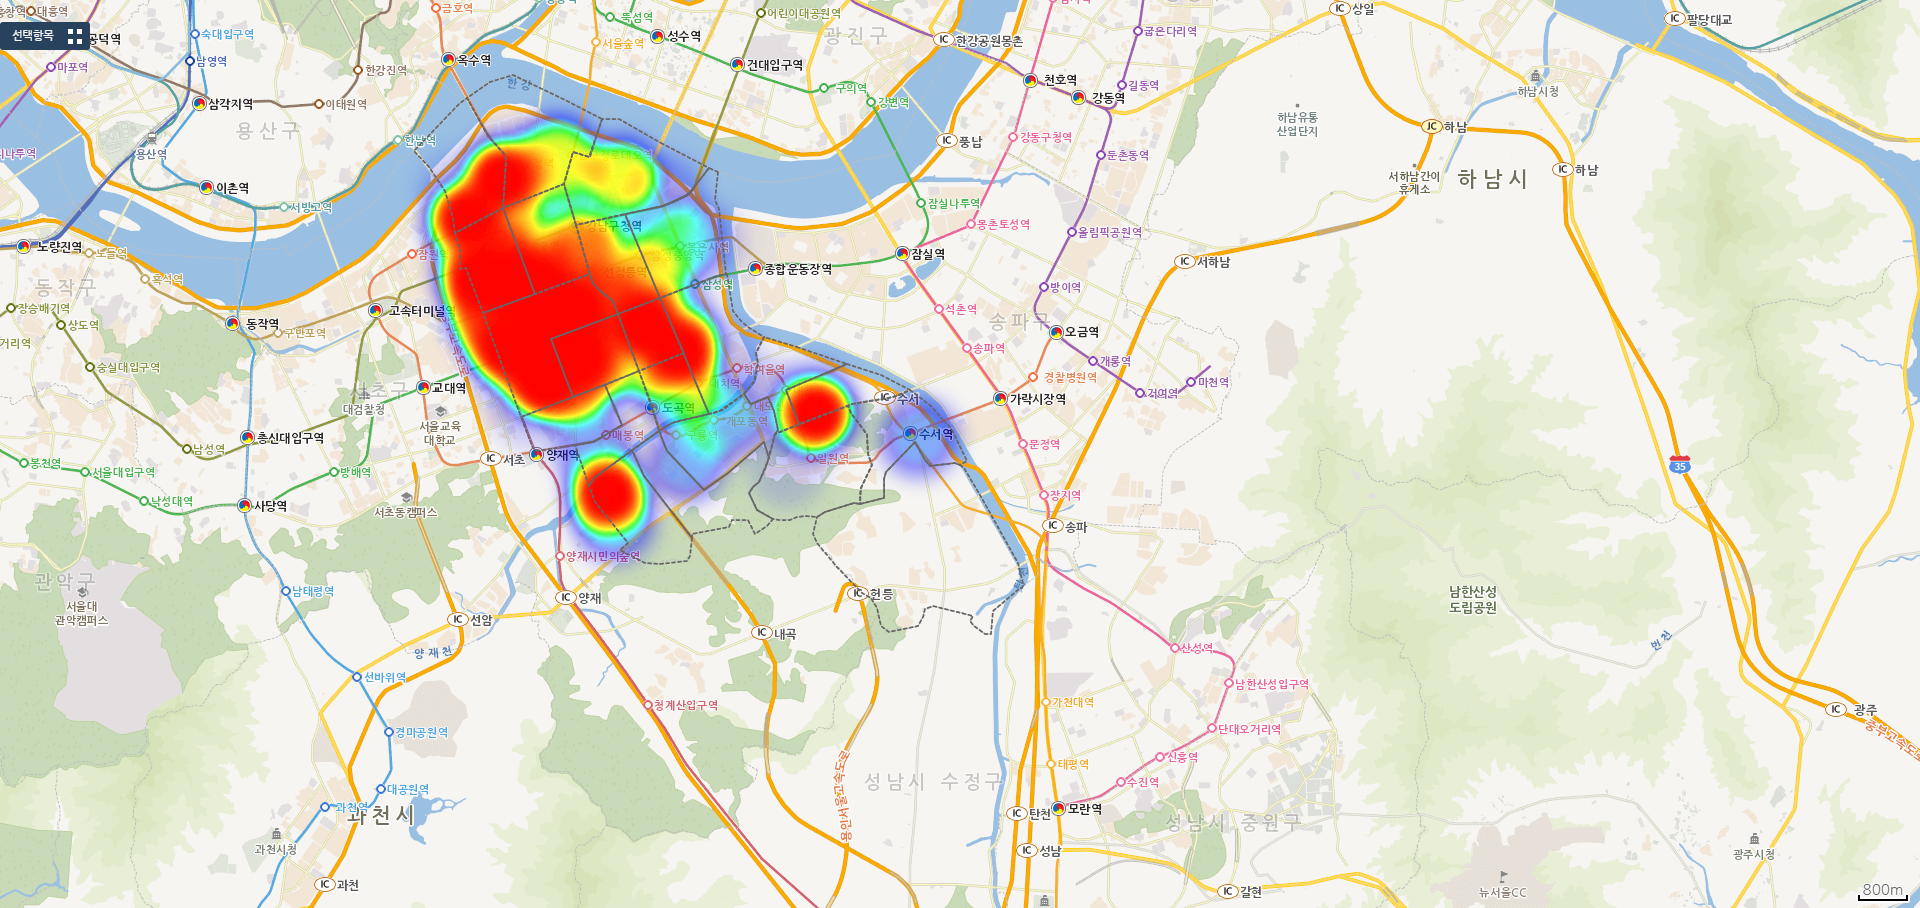 대흥역
금호역
뚝섬역
어린이대공원역
상일
팔당대교
선택항목
공덕역
숙대입구역
서울숲역
성수역
광진구
한강공원몽촌
굽은다리역
마포역
남영역
한강진역
옥수역
건대입구역
구의역
강변역
천호역
강동역
길동역
하남시청
삼각지역
이태원역
한강
용산구
한남역
용산역
풍남
강동구청역
하남유통
산업단지
하남
둔촌동역
서하남간이
휴게소
하남시
하남
이촌역
서빙고역
잠실나루역
몽촌토성역
올림픽공원역
강남구청역
노량진역
노들역
잠원역
봉은사역
삼성중앙역
선정릉역
종합운동장역
잠실역
서하남
흑석역
동작구
삼성역
방이역
장승배기역
상도역
동작역
구반포역
고속터미널역
석촌역
송파구
오금역
거리역
숭실대입구역
송파역
개롱역
학여울역
대치역
경찰병원역
마천역
거여역
교대역
서초구
대검찰청
수서
가락시장역
도곡역
개포동역
구룡역
매봉역
서울교육
대학교
총신대입구역
남성역
수서역
문정역
봉천역
서울대입구역
방배역
서초
양재역
일원역
35
낙성대역
사당역
서초동캠퍼스
장지역
송파
양재시민의숲역
관악구
남태령역
서울대
관악캠퍼스
양재
헌릉
남한산성
도립공원
선암
내곡
양재천
산성역
선바위역
남한산성입구역
청계산입구역
가천대역
광주
중부고속도로
경마공원역
단대오거리역
신흥역
태평역
용인서울고속도로
성남시 수정구
수진역
대공원역
과천역
과천시
탄천
모란역
성남시 중원구
과천시청
성남
광주시청
과천
갈현
뉴서울CC
800m